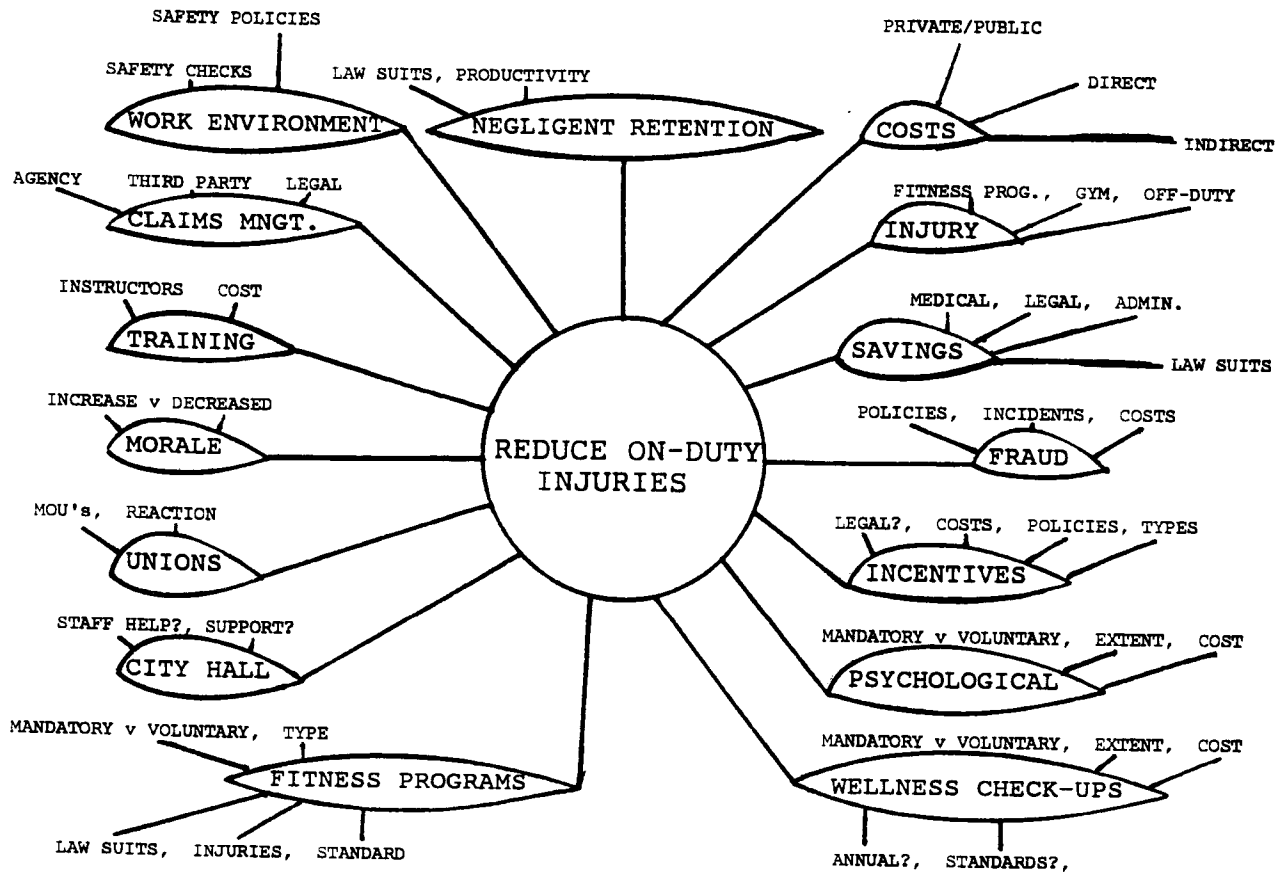 SAFETY POLICIES
SAFETY CHECKS
WORK ENVIRONMENT
LAW SUITS, PRODUCTIVITY
NEGLIGENT RETENTION
PRIVATE/PUBLIC
DIRECT
COSTS
INDIRECT
AGENCY THIRD PARTY LEGAL
CLAIMS MNGT.
FITNESS PROG., GYM, OFF-DUTY
INJURY
INSTRUCTORS COST
TRAINING
MEDICAL, LEGAL, ADMIN.
SAVINGS
LAW SUITS
INCREASE v DECREASED
MORALE
REDUCE ON-DUTY
INJURIES
POLICIES, INCIDENTS, COSTS
FRAUD
MOU's, REACTION
UNIONS
LEGAL?, COSTS, POLICIES, TYPES
INCENTIVES
STAFF HELP?, SUPPORT?
CITY HALL
MANDATORY v VOLUNTARY, EXTENT, COST
PSYCHOLOGICAL
MANDATORY v VOLUNTARY, TYPE
FITNESS PROGRAMS
LAW SUITS, INJURIES, STANDARD
MANDATORY v VOLUNTARY, EXTENT, COST
WELLNESS CHECK-UPS
ANNUAL?, STANDARDS?,